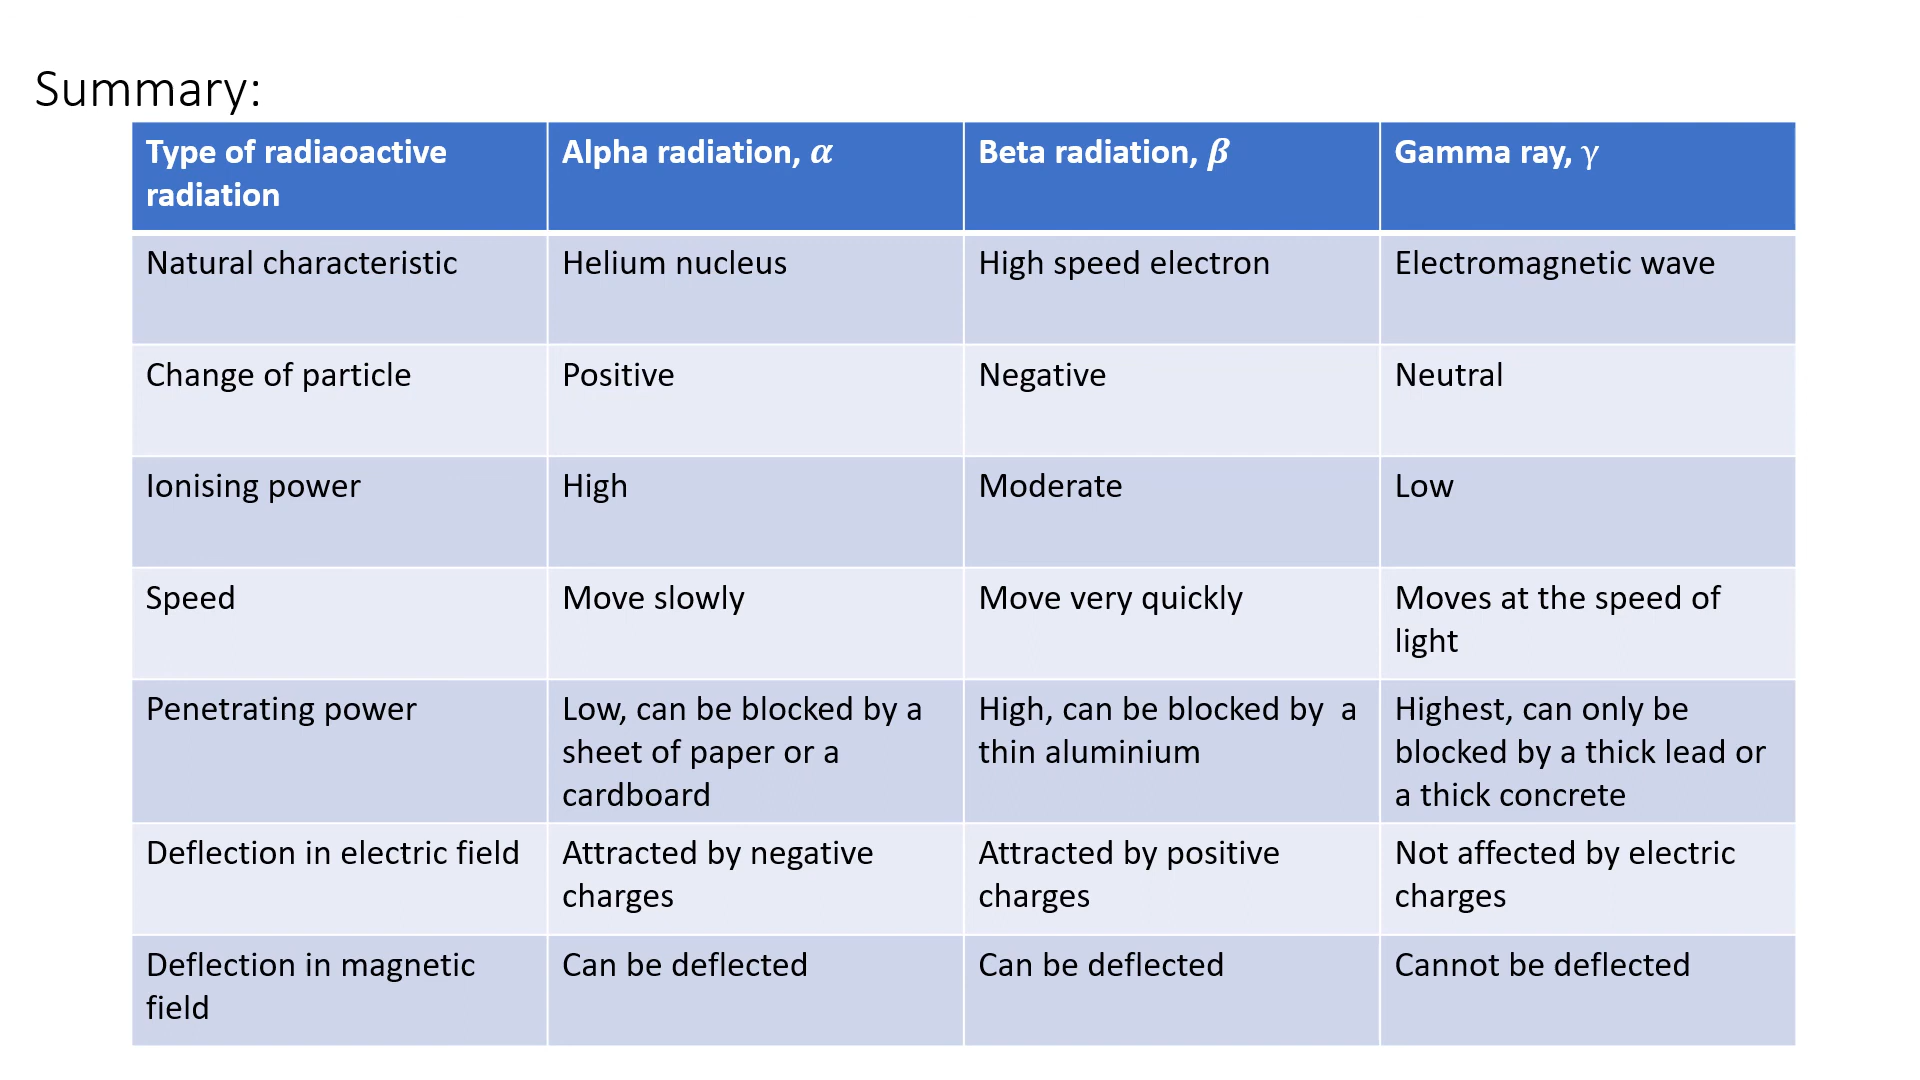 Summary:
Type of radiaoactive
radiation
Alpha radiation, α
Beta radiation, β
Gamma ray, γ
Natural characteristic
Helium nucleus
High speed electron
Electromagnetic wave
Change of particle
Positive
Negative
Neutral
Ionising power
High
Moderate
Low
Speed
Move slowly
Move very quickly
Moves at the speed of
light
Penetrating power
Low, can be blocked by a
sheet of paper or a
cardboard
High, can be blocked by  a
thin aluminium
Highest, can only be
blocked by a thick lead or
a thick concrete
Deflection in electric field
Attracted by negative
charges
Attracted by positive
charges
Not affected by electric
charges
Deflection in magnetic
field
Can be deflected
Can be deflected
Cannot be deflected